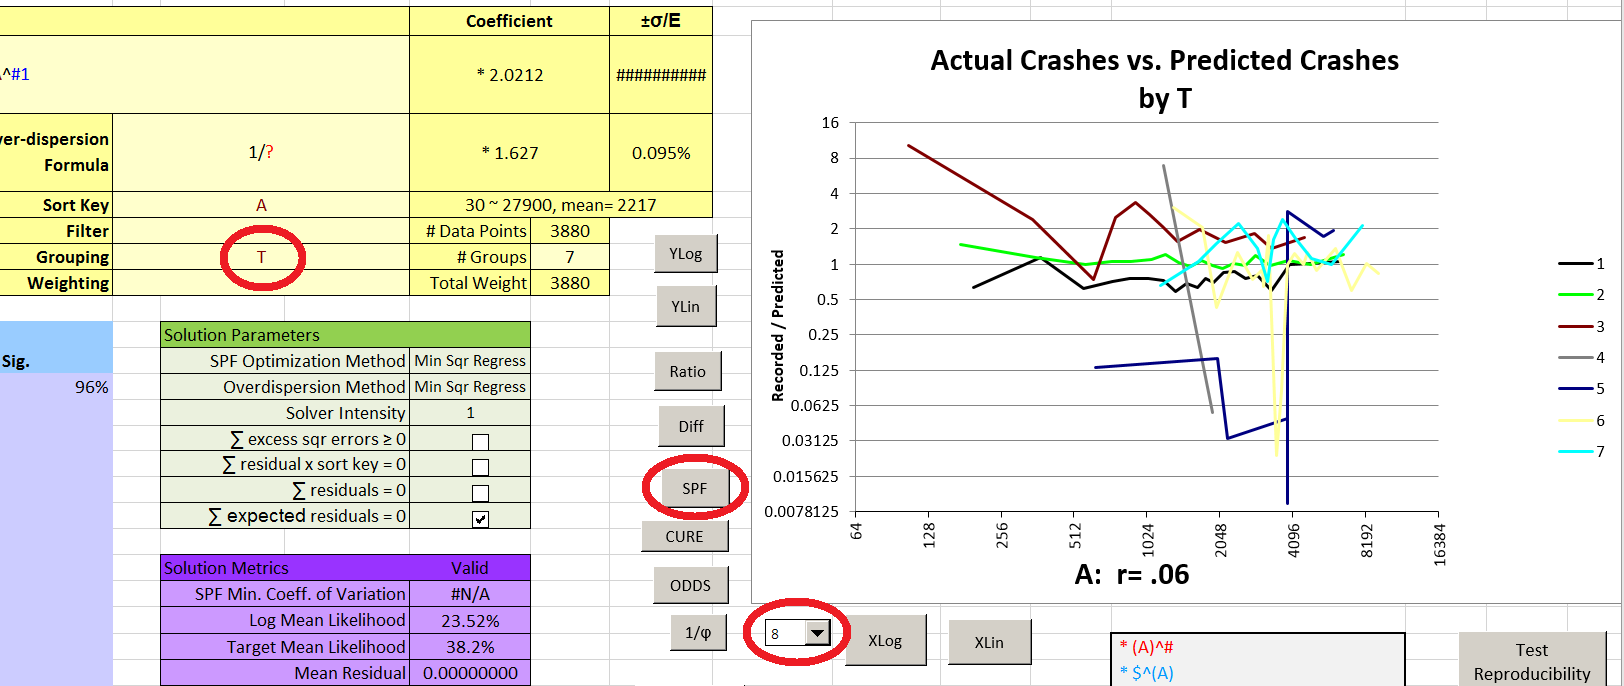 Coefficient ±σ/E
^#1 * 2.0212 ##########
ver-dispersion
Formula 1/? * 1.627 0.095%
Sort Key A 30 ~ 27900, mean= 2217
Filter # Data Points 3880
Grouping T # Groups 7
Weighting Total Weight 3880
Sig.
96%
Solution Parameters
SPF Optimization Method Min Sqr Regress
Overdispersion Method Min Sqr Regress
Solver Intensity 1
∑ excess sqr errors ≥ 0
∑ residual x sort key = 0
∑ residuals = 0
∑ expected residuals = 0
Solution Metrics Valid
SPF Min. Coeff. of Variation #N/A
Log Mean Likelihood 23.52%
Target Mean Likelihood 38.2%
Mean Residual 0.00000000
YLog
YLin
Ratio
Diff
SPF
CURE
ODDS
1/φ
8
XLog
XLin
Actual Crashes vs. Predicted Crashes
by T
Recorded / Predicted
16
8
4
2
1
0.5
0.25
0.125
0.0625
0.03125
0.015625
0.0078125
64 128 256 512 1024 2048 4096 8192 16384
A: r= .06
1
2
3
4
5
6
7
* (A)^#
* $^(A)
Test
Reproducibility